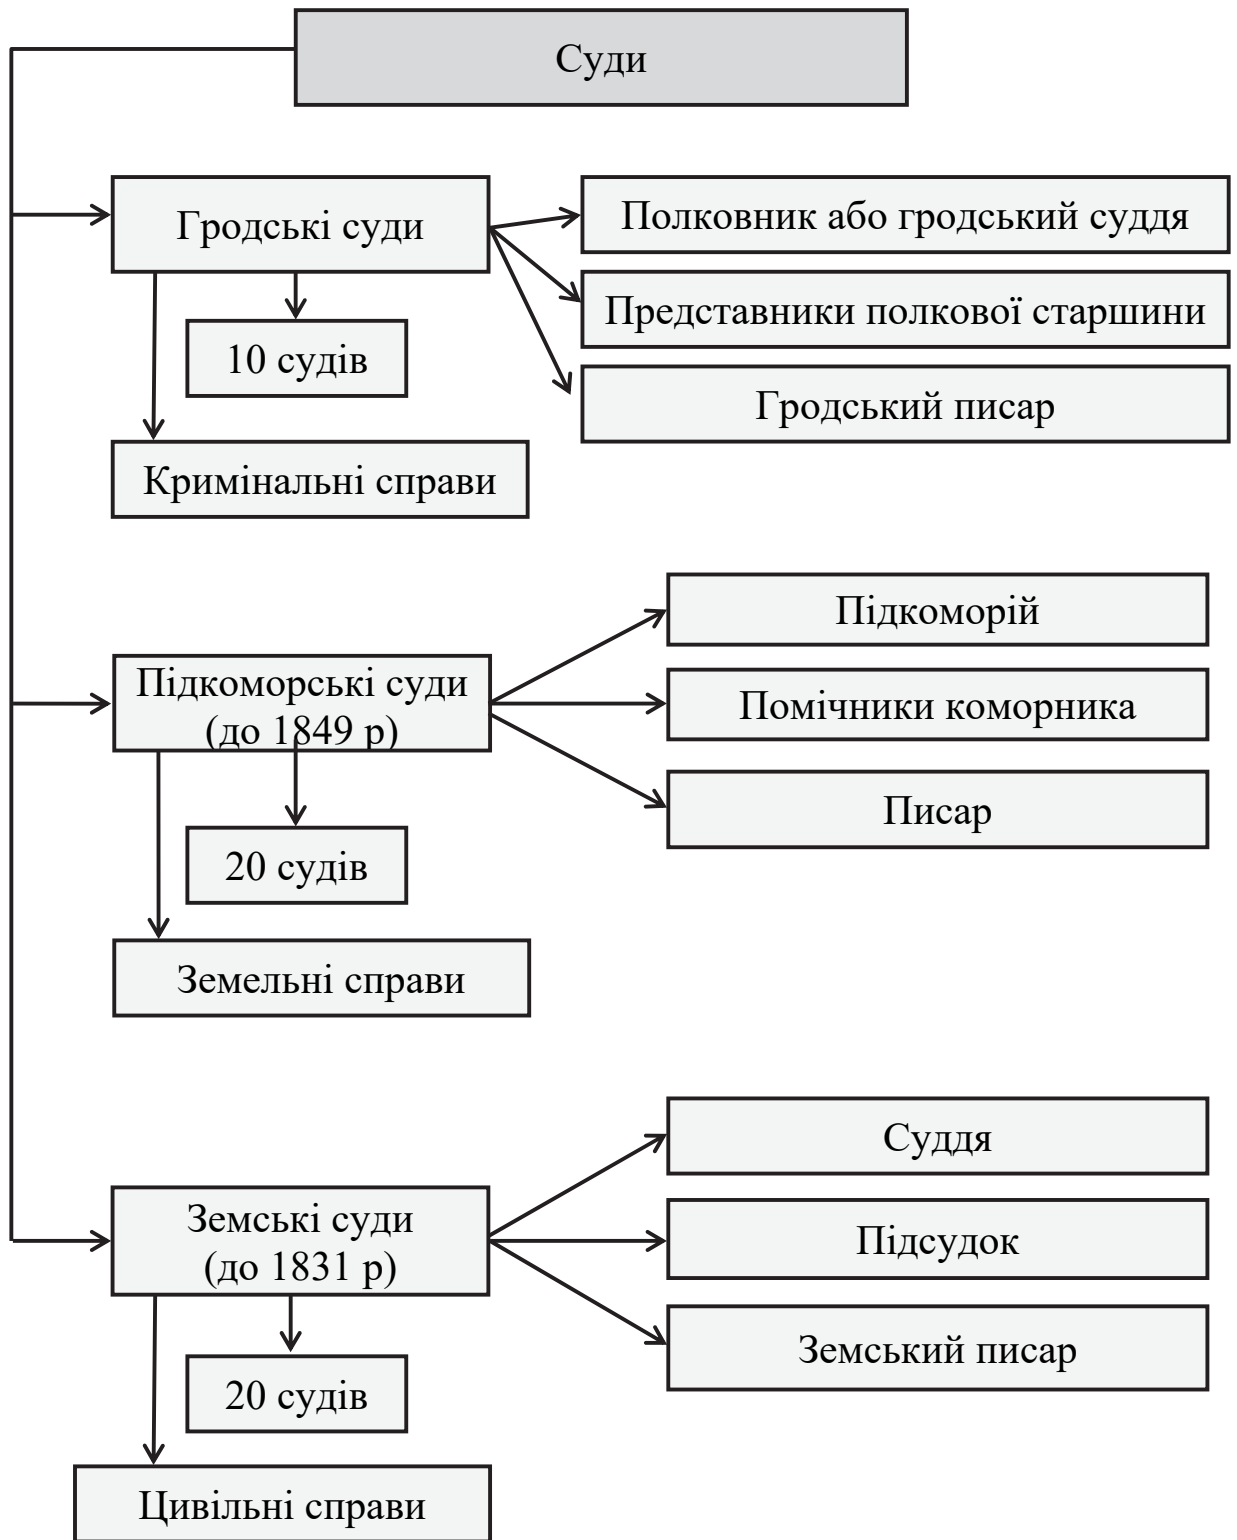 Суди
Гродські суди
Полковник або гродський суддя
Представники полкової старшини
Гродський писар
10 судів
Кримінальні справи
Підкоморські суди
(до 1849 р)
Підкоморій
Помічники коморника
Писар
20 судів
Земельні справи
Земські суди
(до 1831 р)
Суддя
Підсудок
Земський писар
20 судів
Цивільні справи